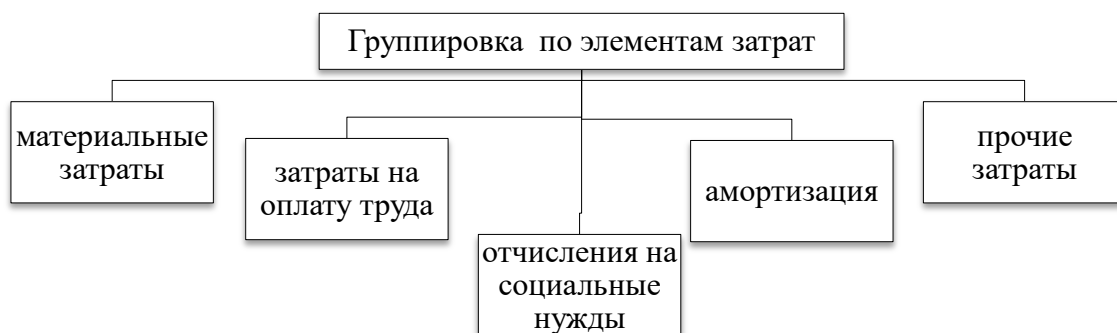 Группировка по элементам затрат
материальные
затраты
затраты на
оплату труда
отчисления на
социальные
нужды
амортизация
прочие
затраты